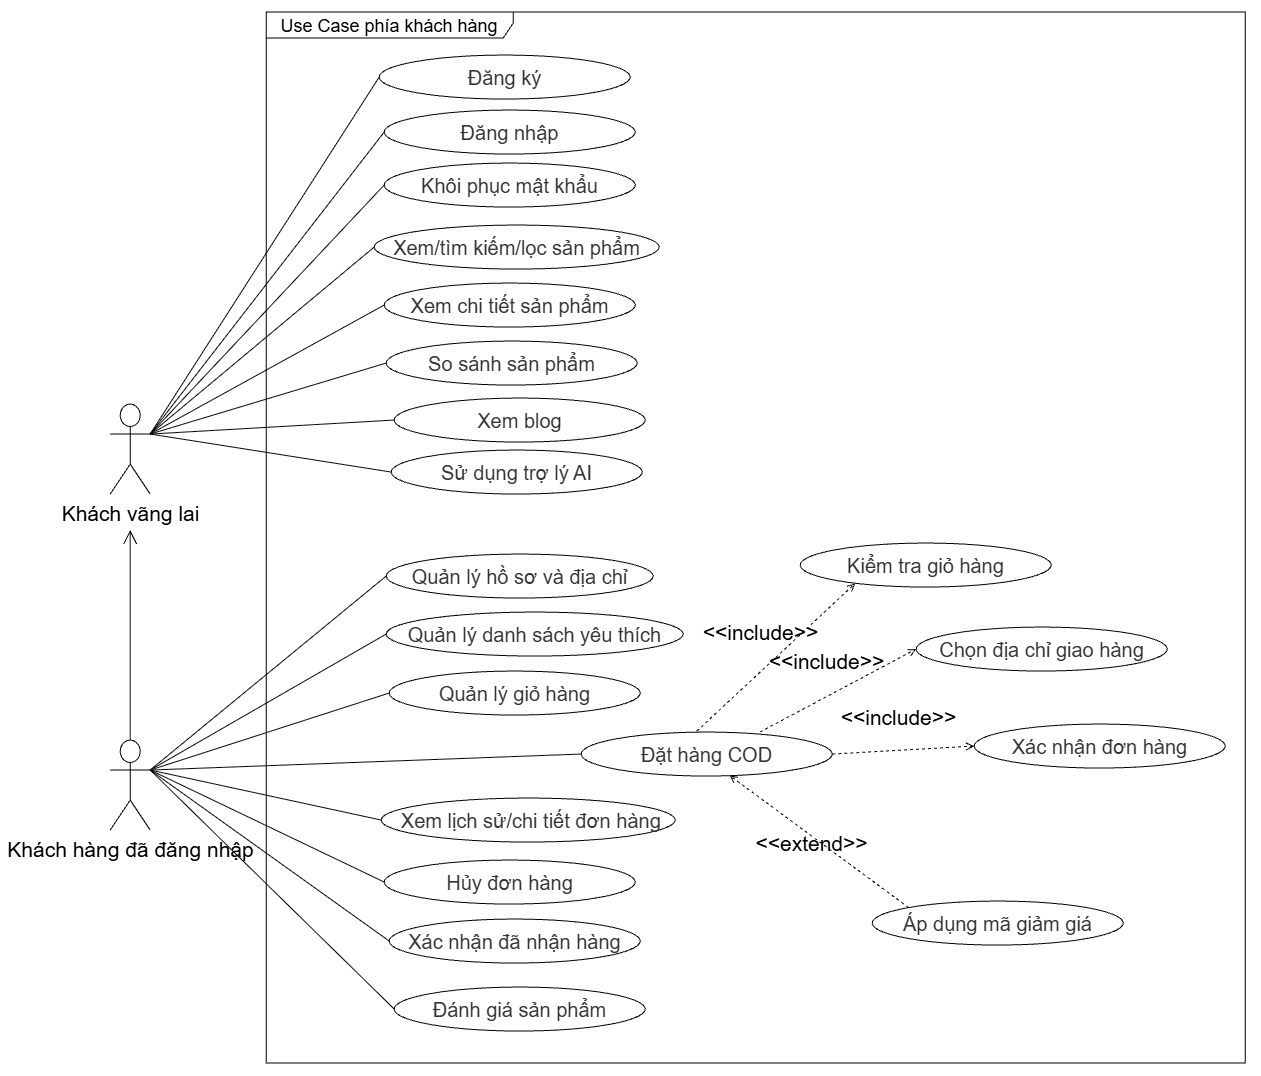 Use Case phía khách hàng
Đăng ký
Đăng nhập
Khôi phục mật khẩu
Xem/tìm kiếm/lọc sản phẩm
Xem chi tiết sản phẩm
So sánh sản phẩm
Xem blog
Sử dụng trợ lý AI
Khách vãng lai
Quản lý hồ sơ và địa chỉ
Quản lý danh sách yêu thích
Quản lý giỏ hàng
Kiểm tra giỏ hàng
<<include>>
Chọn địa chỉ giao hàng
<<include>>
<<include>>
Xác nhận đơn hàng
Đặt hàng COD
Khách hàng đã đăng nhập
Xem lịch sử/chi tiết đơn hàng
<<extend>>
Hủy đơn hàng
Áp dụng mã giảm giá
Xác nhận đã nhận hàng
Đánh giá sản phẩm